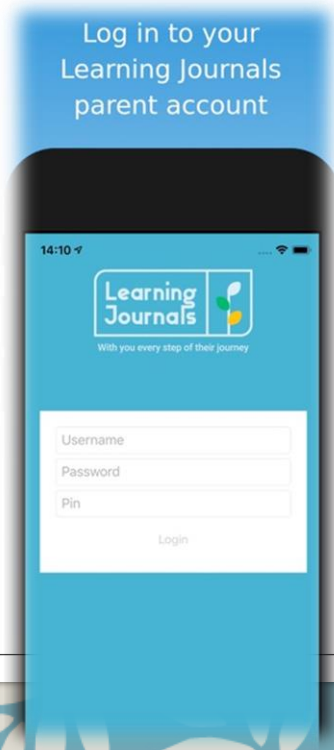 Log in to your
Learning Journals
parent account
14:10
Learning
Journals
With you every step of their journey
Username
Password
Pin
Login